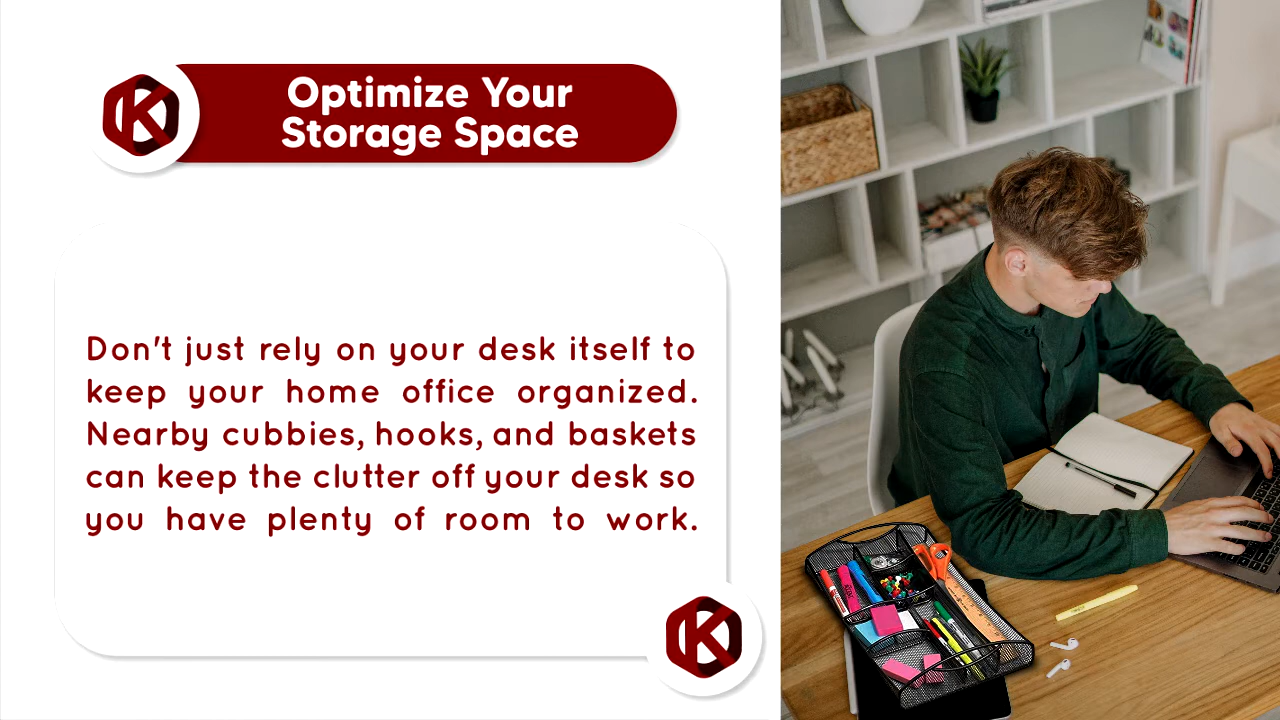 Optimize Your
Storage Space
Don't just rely on your desk itself to
keep your home office organized.
Nearby cubbies, hooks, and baskets
can keep the clutter off your desk so
you have plenty of room to work.